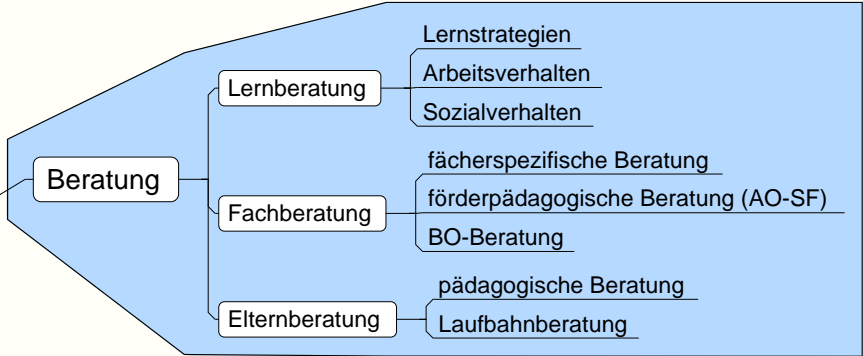 Beratung
Lernberatung
Lernstrategien
Arbeitsverhalten
Sozialverhalten
Fachberatung
fächerspezifische Beratung
förderpädagogische Beratung (AO-SF)
BO-Beratung
Elternberatung
pädagogische Beratung
Laufbahnberatung